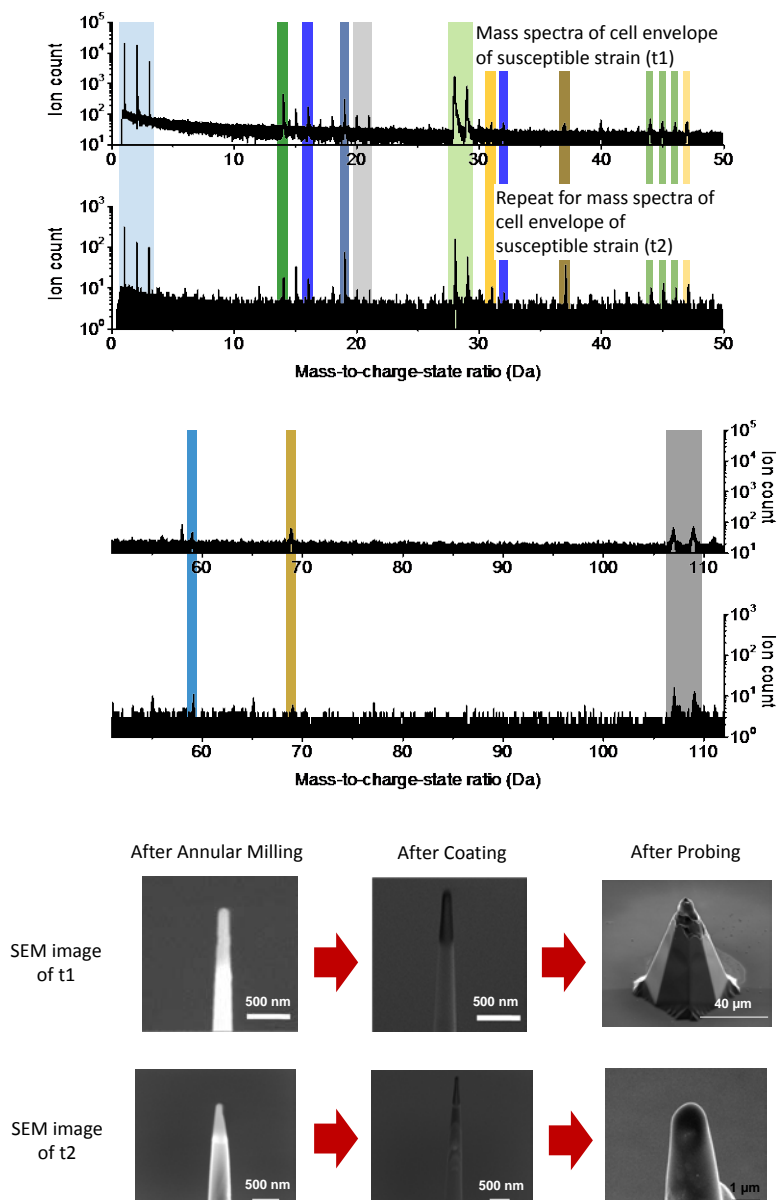 10⁵
Mass spectra of cell envelope
of susceptible strain (t1)
10⁴
10³
10²
10¹
Ion count
0 10 20 30 40 50
Repeat for mass spectra of
cell envelope of
susceptible strain (t2)
10³
10²
10¹
10⁰
Ion count
0 10 20 30 40 50
Mass-to-charge-state ratio (Da)
10⁵
10⁴
10³
10²
10¹
Ion count
60 70 80 90 100 110
10³
10²
10¹
10⁰
Ion count
60 70 80 90 100 110
Mass-to-charge-state ratio (Da)
After Annular Milling After Coating After Probing
SEM image
of t1
500 nm 500 nm 40 µm
SEM image
of t2
500 nm 500 nm 1 µm